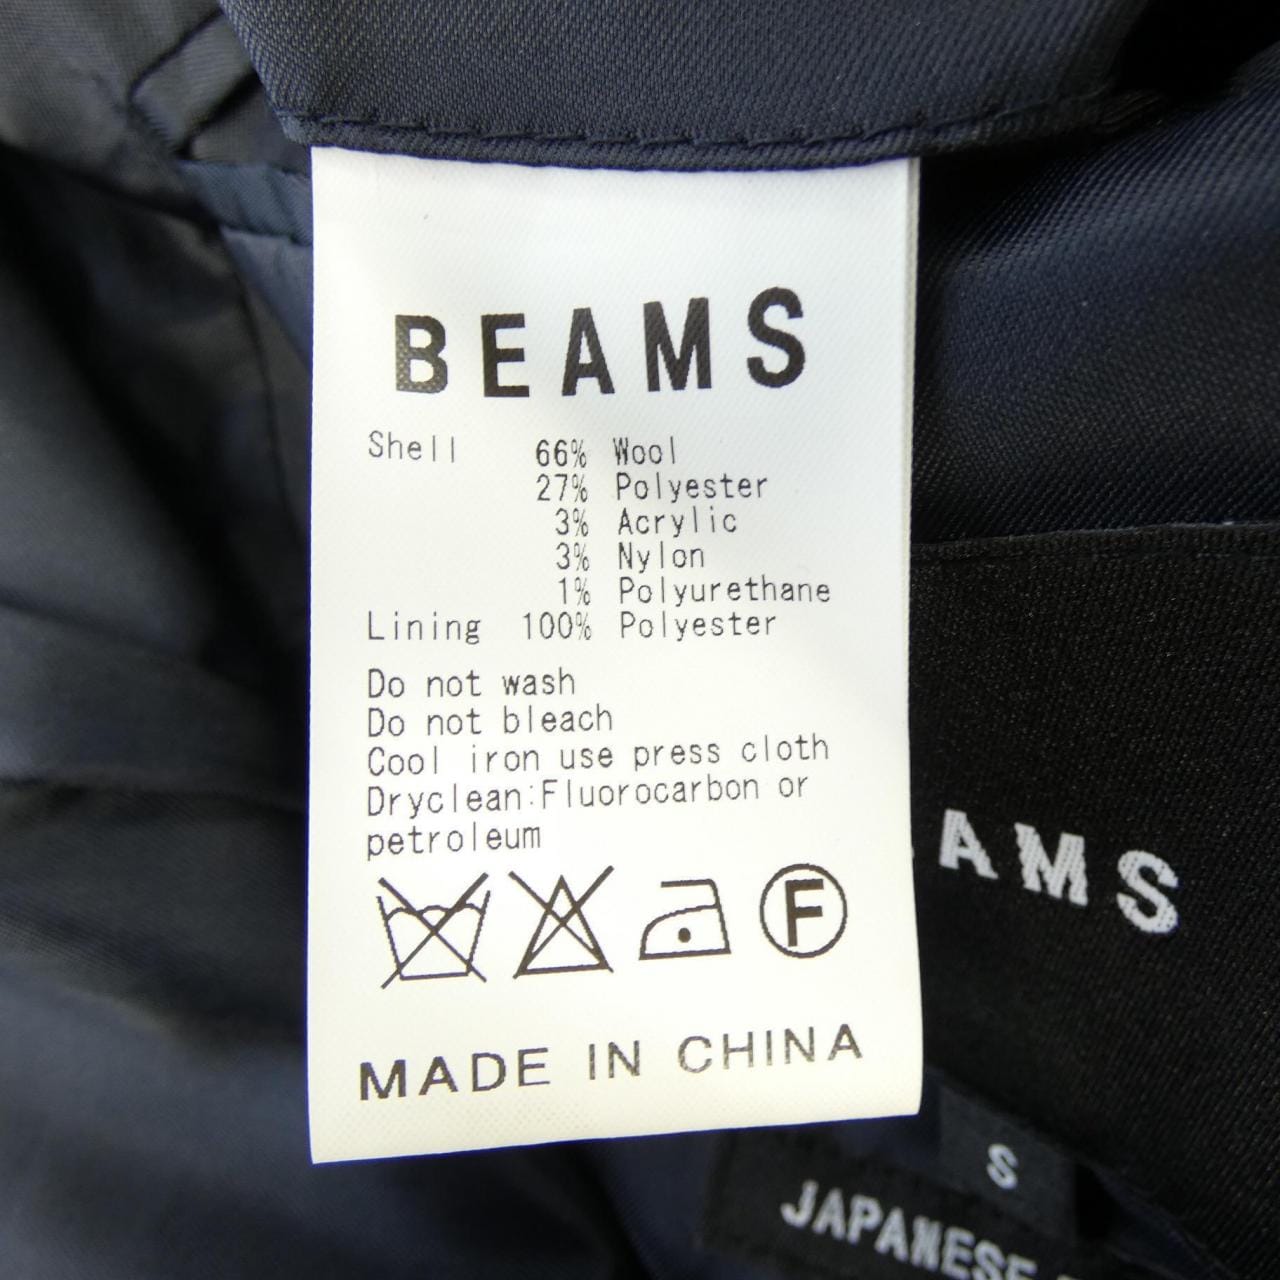 BEAMS
Shell 66% Wool
27% Polyester
3% Acrylic
3% Nylon
1% Polyurethane
Lining 100% Polyester
Do not wash
Do not bleach
Cool iron use press cloth
Dryclean:Fluorocarbon or
petroleum
F
MADE IN CHINA
AMS
S
JAPANESE